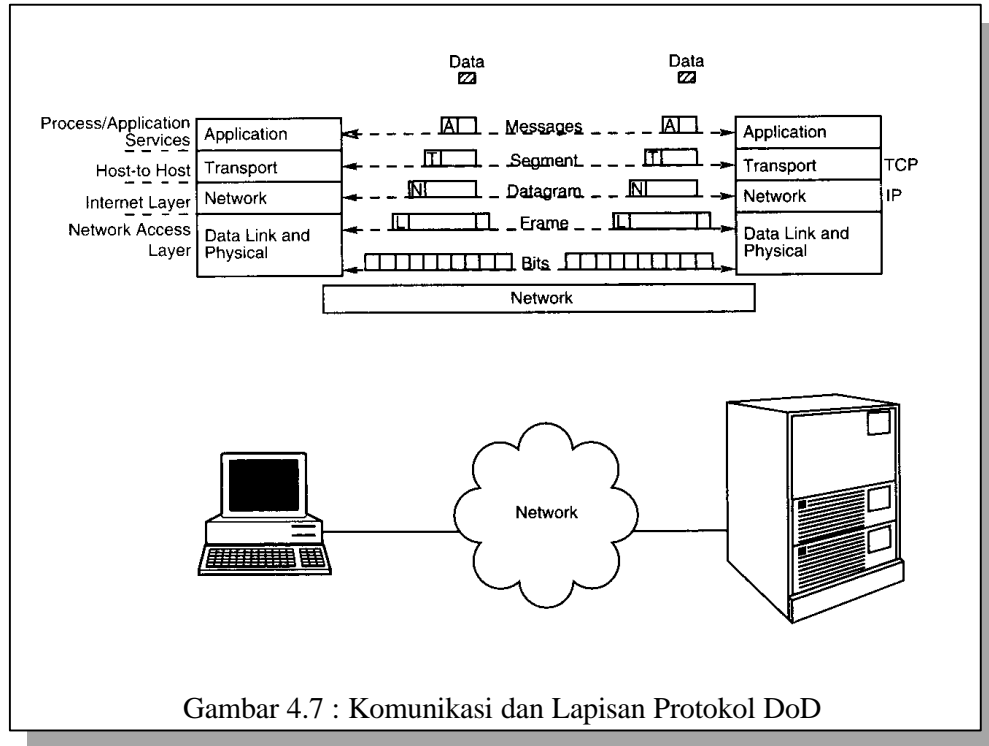 Data Data
Process/Application
Services
Application A Messages A Application
Host-to Host Transport T Segment T Transport TCP
Internet Layer Network N Datagram N Network IP
Network Access
Layer
Data Link and
Physical
L Frame L
Data Link and
Physical
Bits
Network
Network
Gambar 4.7 : Komunikasi dan Lapisan Protokol DoD